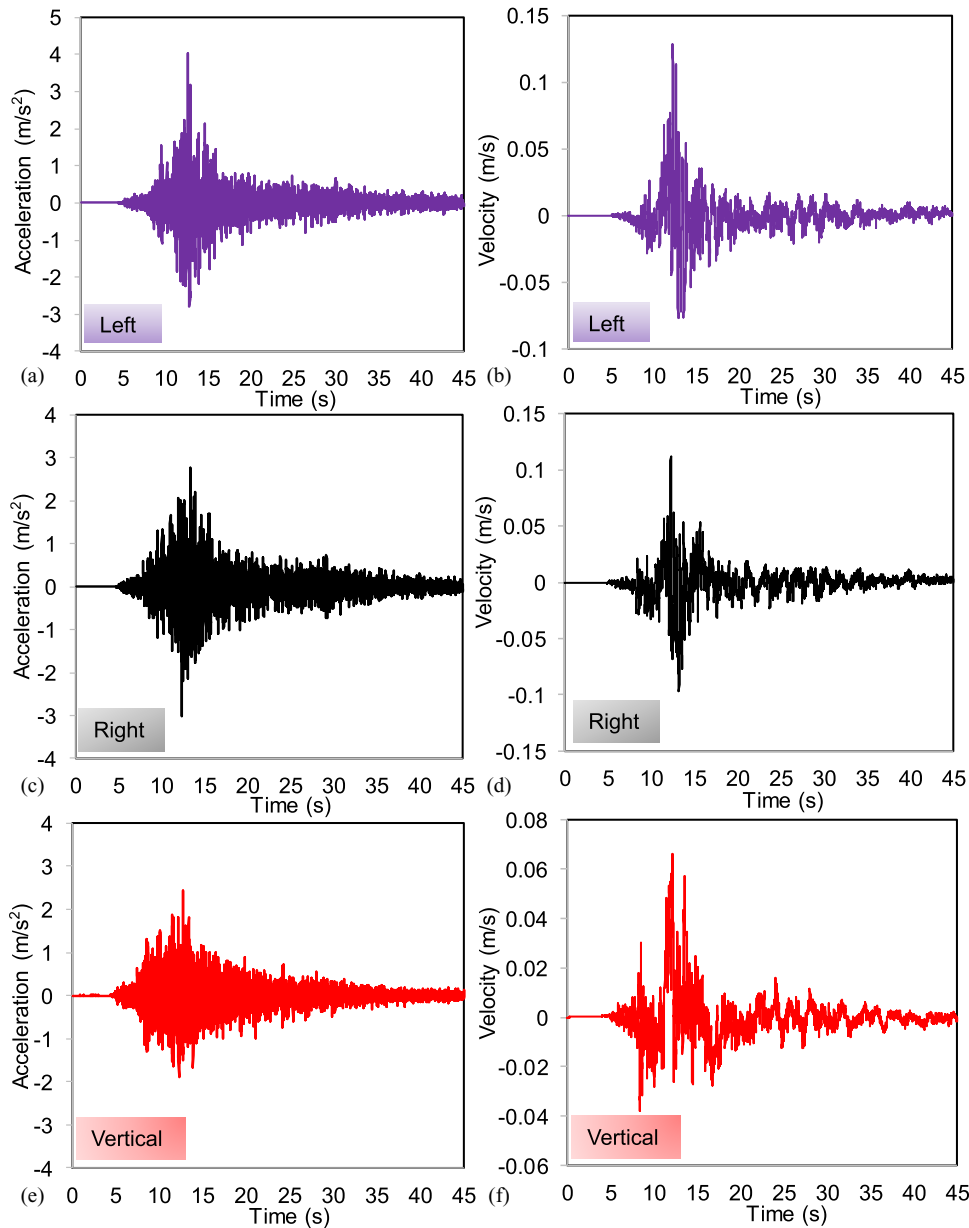 5
4
3
2
1
0
-1
-2
-3
-4
Acceleration (m/s²)
Left
(a)
0 5 10 15 20 25 30 35 40 45
Time (s)
0.15
0.1
0.05
0
-0.05
-0.1
Velocity (m/s)
Left
(b)
0 5 10 15 20 25 30 35 40 45
Time (s)
4
3
2
1
0
-1
-2
-3
-4
Acceleration (m/s²)
Right
(c)
0 5 10 15 20 25 30 35 40 45
Time (s)
0.15
0.1
0.05
0
-0.05
-0.1
-0.15
Velocity (m/s)
Right
(d)
0 5 10 15 20 25 30 35 40 45
Time (s)
4
3
2
1
0
-1
-2
-3
-4
Acceleration (m/s²)
Vertical
(e)
0 5 10 15 20 25 30 35 40 45
Time (s)
0.08
0.06
0.04
0.02
0
-0.02
-0.04
-0.06
Velocity (m/s)
Vertical
(f)
0 5 10 15 20 25 30 35 40 45
Time (s)